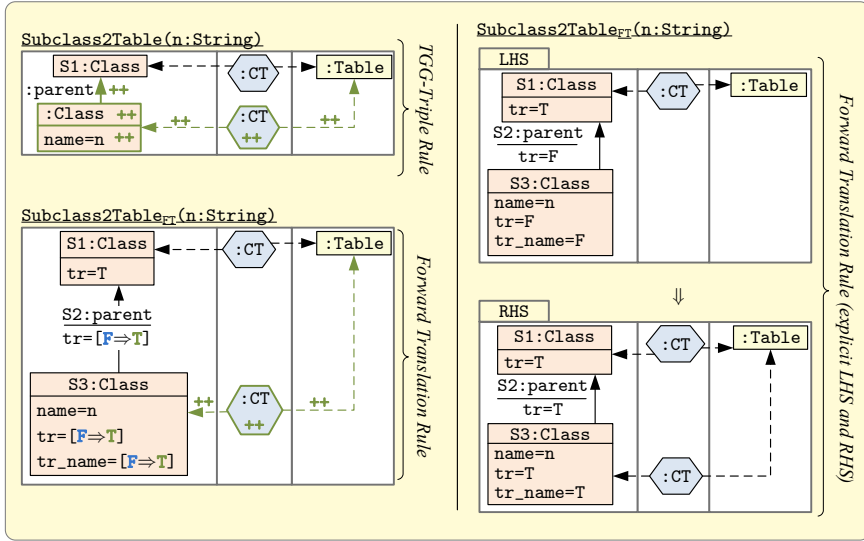 Subclass2Table(n:String)
S1:Class
:CT
:Table
:parent ++
:Class ++
name=n ++
++
:CT
++
++
TGG-Triple Rule
Subclass2TableFT(n:String)
S1:Class
tr=T
:CT
:Table
S2:parent
tr=[F⇒T]
S3:Class
name=n
tr=[F⇒T]
tr_name=[F⇒T]
++
:CT
++
++
Forward Translation Rule
Subclass2TableFT(n:String)
LHS
S1:Class
tr=T
:CT
:Table
S2:parent
tr=F
S3:Class
name=n
tr=F
tr_name=F
⇓
RHS
S1:Class
tr=T
:CT
:Table
S2:parent
tr=T
S3:Class
name=n
tr=T
tr_name=T
:CT
Forward Translation Rule (explicit LHS and RHS)